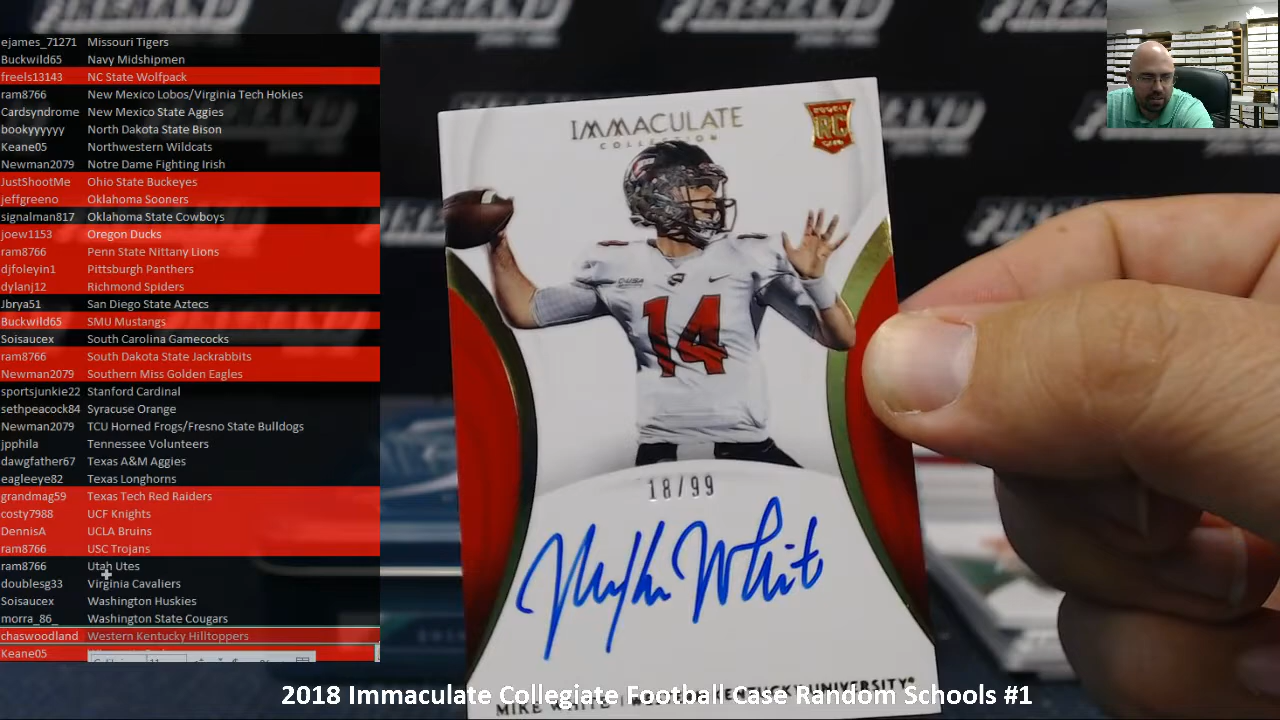 ejames_71271 Missouri Tigers
Buckwild65 Navy Midshipmen
freels13143 NC State Wolfpack
ram8766 New Mexico Lobos/Virginia Tech Hokies
Cardsyndrome New Mexico State Aggies
bookyyyyyy North Dakota State Bison
Keane05 Northwestern Wildcats
Newman2079 Notre Dame Fighting Irish
JustShootMe Ohio State Buckeyes
jeffgreeno Oklahoma Sooners
signalman817 Oklahoma State Cowboys
joew1153 Oregon Ducks
ram8766 Penn State Nittany Lions
djfoleyin1 Pittsburgh Panthers
dylanj12 Richmond Spiders
Jbrya51 San Diego State Aztecs
Buckwild65 SMU Mustangs
Soisaucex South Carolina Gamecocks
ram8766 South Dakota State Jackrabbits
Newman2079 Southern Miss Golden Eagles
sportsjunkie22 Stanford Cardinal
sethpeacock84 Syracuse Orange
Newman2079 TCU Horned Frogs/Fresno State Bulldogs
jpphila Tennessee Volunteers
dawgfather67 Texas A&M Aggies
eagleeye82 Texas Longhorns
grandmag59 Texas Tech Red Raiders
costy7988 UCF Knights
DennisA UCLA Bruins
ram8766 USC Trojans
ram8766 Utah Utes
doublesg33 Virginia Cavaliers
Soisaucex Washington Huskies
morra_86_ Washington State Cougars
chaswoodland Western Kentucky Hilltoppers
Keane05
IMMACULATE
COLLECTION
RC
14
18/99
Mike White
MIKE WHITE | WESTERN KENTUCKY UNIVERSITY®
2018 Immaculate Collegiate Football Case Random Schools #1